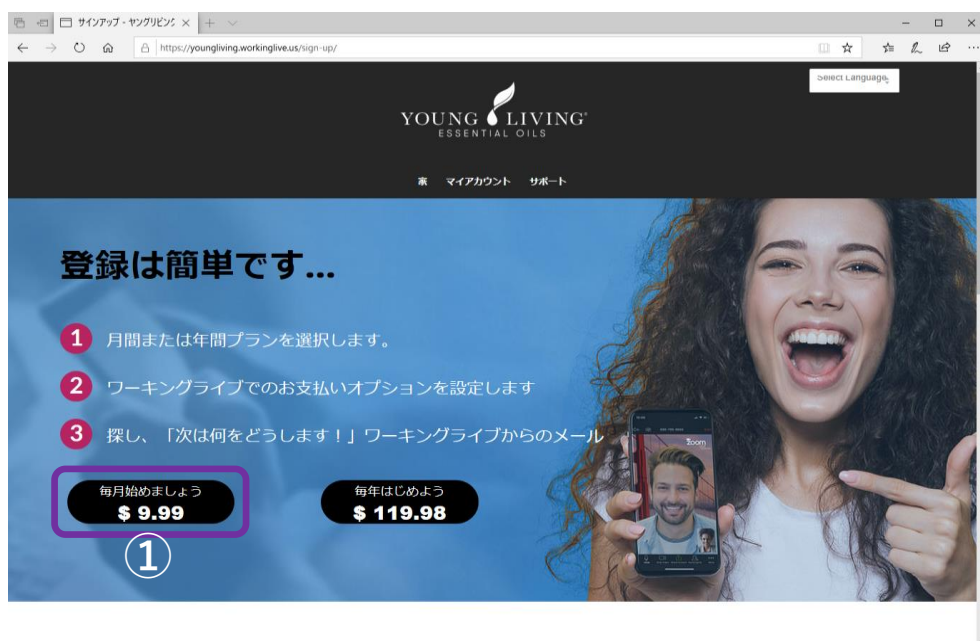 サインアップ - ヤングリビング
https://youngliving.workinglive.us/sign-up/
Select Language
YOUNG LIVING
ESSENTIAL OILS
家 マイアカウント サポート
登録は簡単です...
1 月間または年間プランを選択します。
2 ワーキングライブでのお支払いオプションを設定します
3 探し、「次は何をどうします！」ワーキングライブからのメール
zoom
毎月始めましょう
$ 9.99
毎年はじめよう
$ 119.98
①